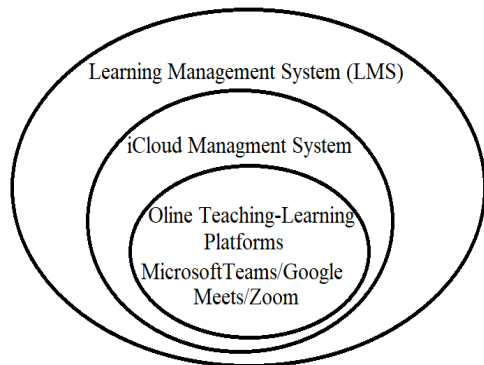 Learning Management System (LMS)
iCloud Managment System
Oline Teaching-Learning
Platforms
MicrosoftTeams/Google
Meets/Zoom